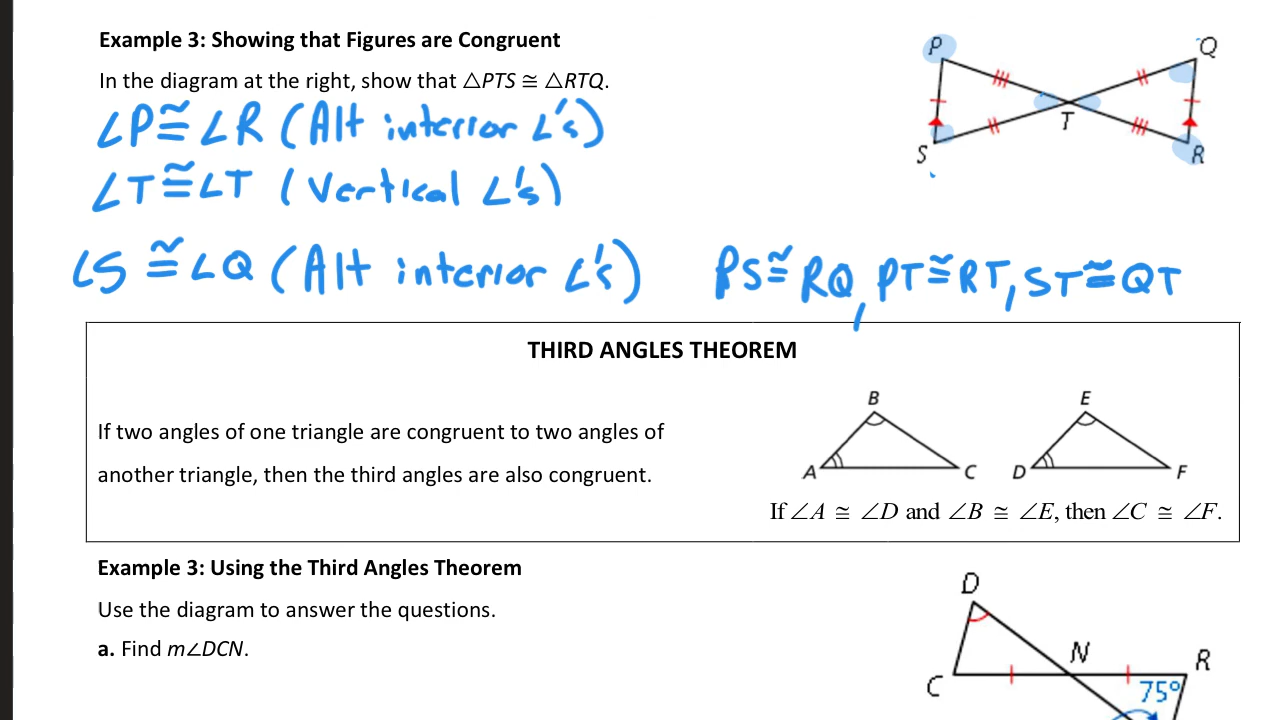 Example 3: Showing that Figures are Congruent
In the diagram at the right, show that △PTS ≅ △RTQ.
∠P ≅ ∠R (Alt interior ∠'s)
∠T ≅ ∠T (Vertical ∠'s)
∠S ≅ ∠Q (Alt interior ∠'s)
PS ≅ RQ, PT ≅ RT, ST ≅ QT
P
Q
T
S
R
THIRD ANGLES THEOREM
If two angles of one triangle are congruent to two angles of
another triangle, then the third angles are also congruent.
B
E
A
C
D
F
If ∠A ≅ ∠D and ∠B ≅ ∠E, then ∠C ≅ ∠F.
Example 3: Using the Third Angles Theorem
Use the diagram to answer the questions.
a. Find m∠DCN.
D
N
R
C
75°